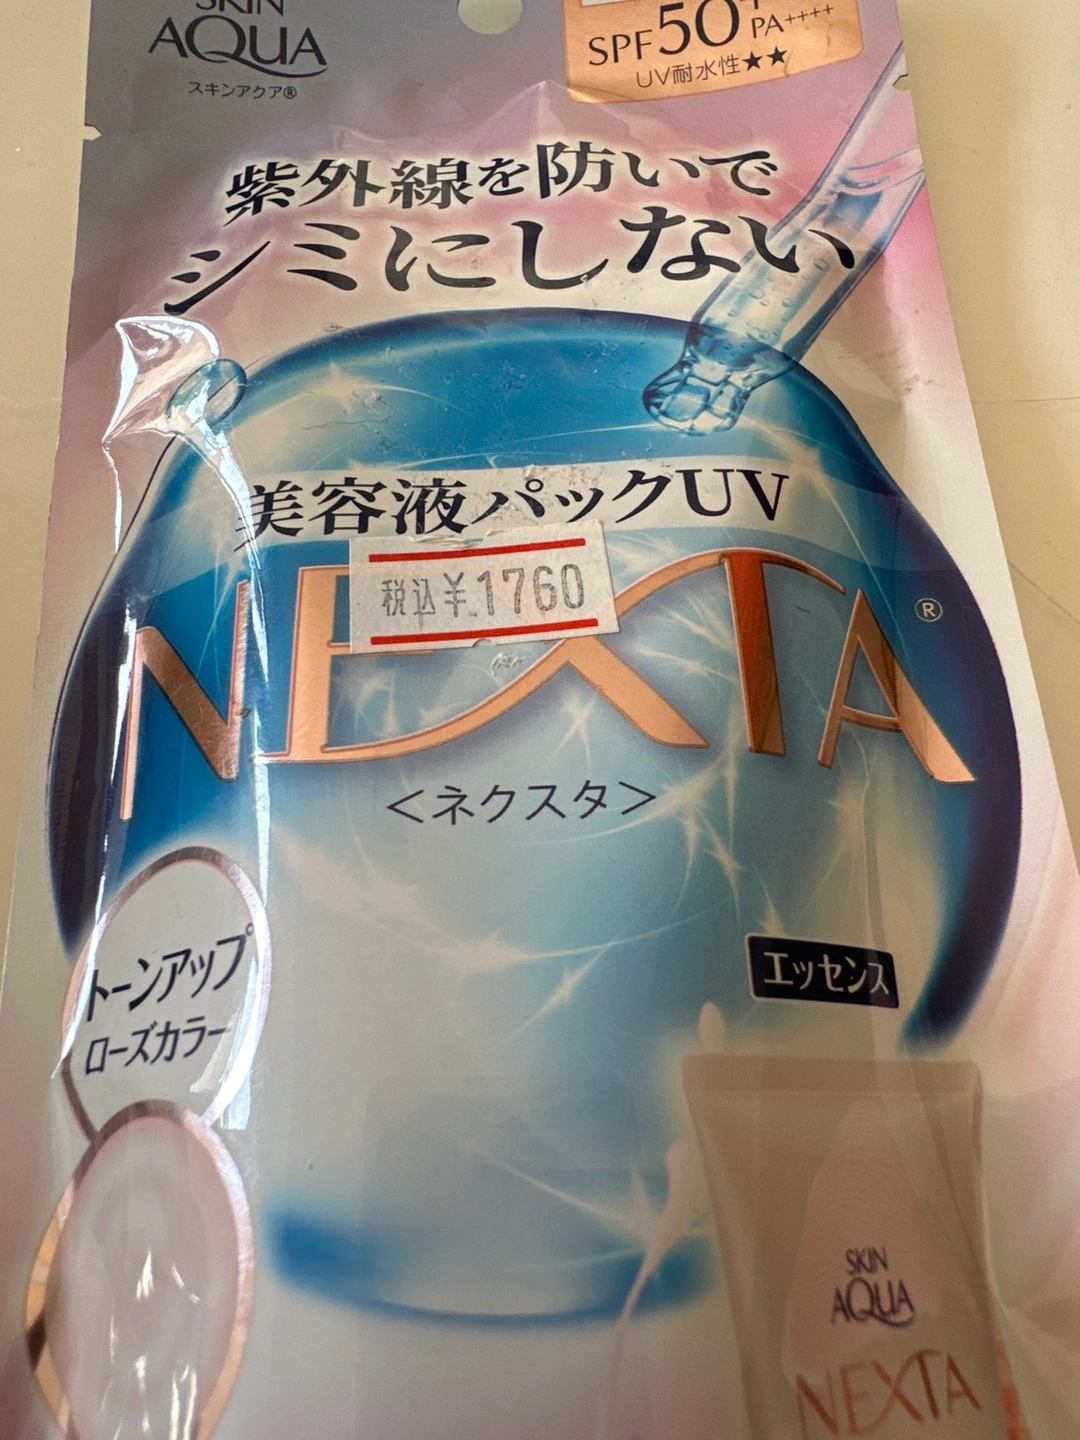 SKIN
AQUA
スキンアクア®
SPF50+
PA++++
UV耐水性★★
紫外線を防いで
シミにしない
美容液パックUV
税込¥1760
NEXTA®
＜ネクスタ＞
トーンアップ
ローズカラー
エッセンス
SKIN
AQUA
NEXTA